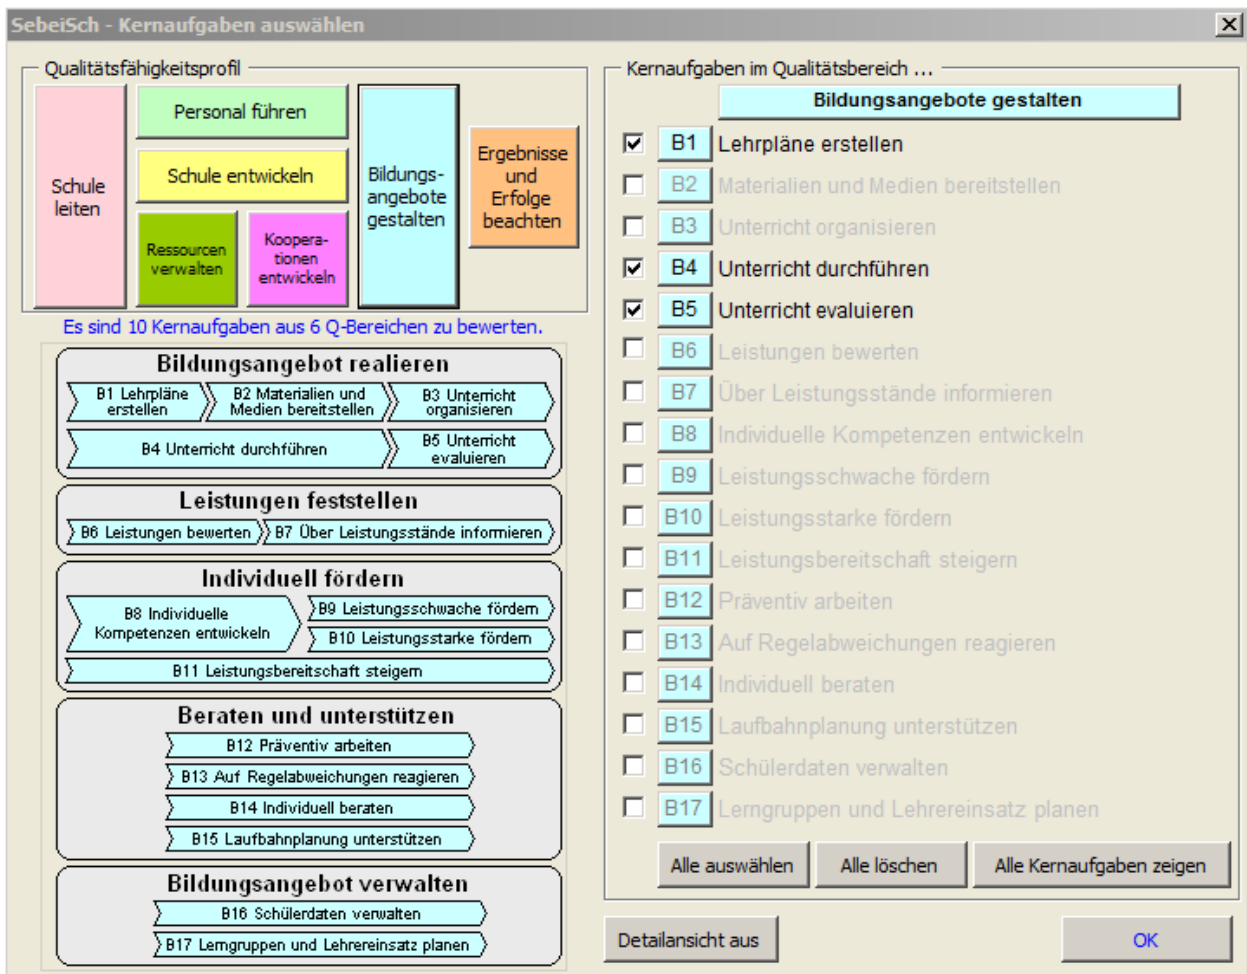 SebeiSch - Kernaufgaben auswählen
Qualitätsfähigkeitsprofil
Schule
leiten
Personal führen
Schule entwickeln
Ressourcen
verwalten
Koopera-
tionen
entwickeln
Bildungs-
angebote
gestalten
Ergebnisse
und
Erfolge
beachten
Es sind 10 Kernaufgaben aus 6 Q-Bereichen zu bewerten.
Bildungsangebot realieren
B1 Lehrpläne
erstellen
B2 Materialien und
Medien bereitstellen
B3 Unterricht
organisieren
B4 Unterricht durchführen
B5 Unterricht
evaluieren
Leistungen feststellen
B6 Leistungen bewerten
B7 Über Leistungsstände informieren
Individuell fördern
B8 Individuelle
Kompetenzen entwickeln
B9 Leistungsschwache fördern
B10 Leistungsstarke fördern
B11 Leistungsbereitschaft steigern
Beraten und unterstützen
B12 Präventiv arbeiten
B13 Auf Regelabweichungen reagieren
B14 Individuell beraten
B15 Laufbahnplanung unterstützen
Bildungsangebot verwalten
B16 Schülerdaten verwalten
B17 Lerngruppen und Lehrereinsatz planen
Kernaufgaben im Qualitätsbereich ...
Bildungsangebote gestalten
B1 Lehrpläne erstellen
B2 Materialien und Medien bereitstellen
B3 Unterricht organisieren
B4 Unterricht durchführen
B5 Unterricht evaluieren
B6 Leistungen bewerten
B7 Über Leistungsstände informieren
B8 Individuelle Kompetenzen entwickeln
B9 Leistungsschwache fördern
B10 Leistungsstarke fördern
B11 Leistungsbereitschaft steigern
B12 Präventiv arbeiten
B13 Auf Regelabweichungen reagieren
B14 Individuell beraten
B15 Laufbahnplanung unterstützen
B16 Schülerdaten verwalten
B17 Lerngruppen und Lehrereinsatz planen
Alle auswählen
Alle löschen
Alle Kernaufgaben zeigen
Detailansicht aus
OK